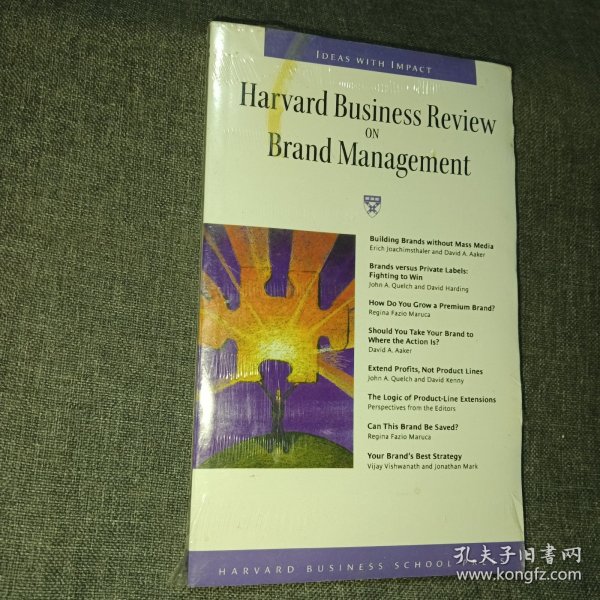 IDEAS WITH IMPACT
Harvard Business Review
ON
Brand Management
Building Brands without Mass Media
Erich Joachimsthaler and David A. Aaker
Brands versus Private Labels:
Fighting to Win
John A. Quelch and David Harding
How Do You Grow a Premium Brand?
Regina Fazio Maruca
Should You Take Your Brand to
Where the Action Is?
David A. Aaker
Extend Profits, Not Product Lines
John A. Quelch and David Kenny
The Logic of Product-Line Extensions
Perspectives from the Editors
Can This Brand Be Saved?
Regina Fazio Maruca
Your Brand's Best Strategy
Vijay Vishwanath and Jonathan Mark
HARVARD BUSINESS SCHOOL
孔夫子旧书网
www.kongfz.com